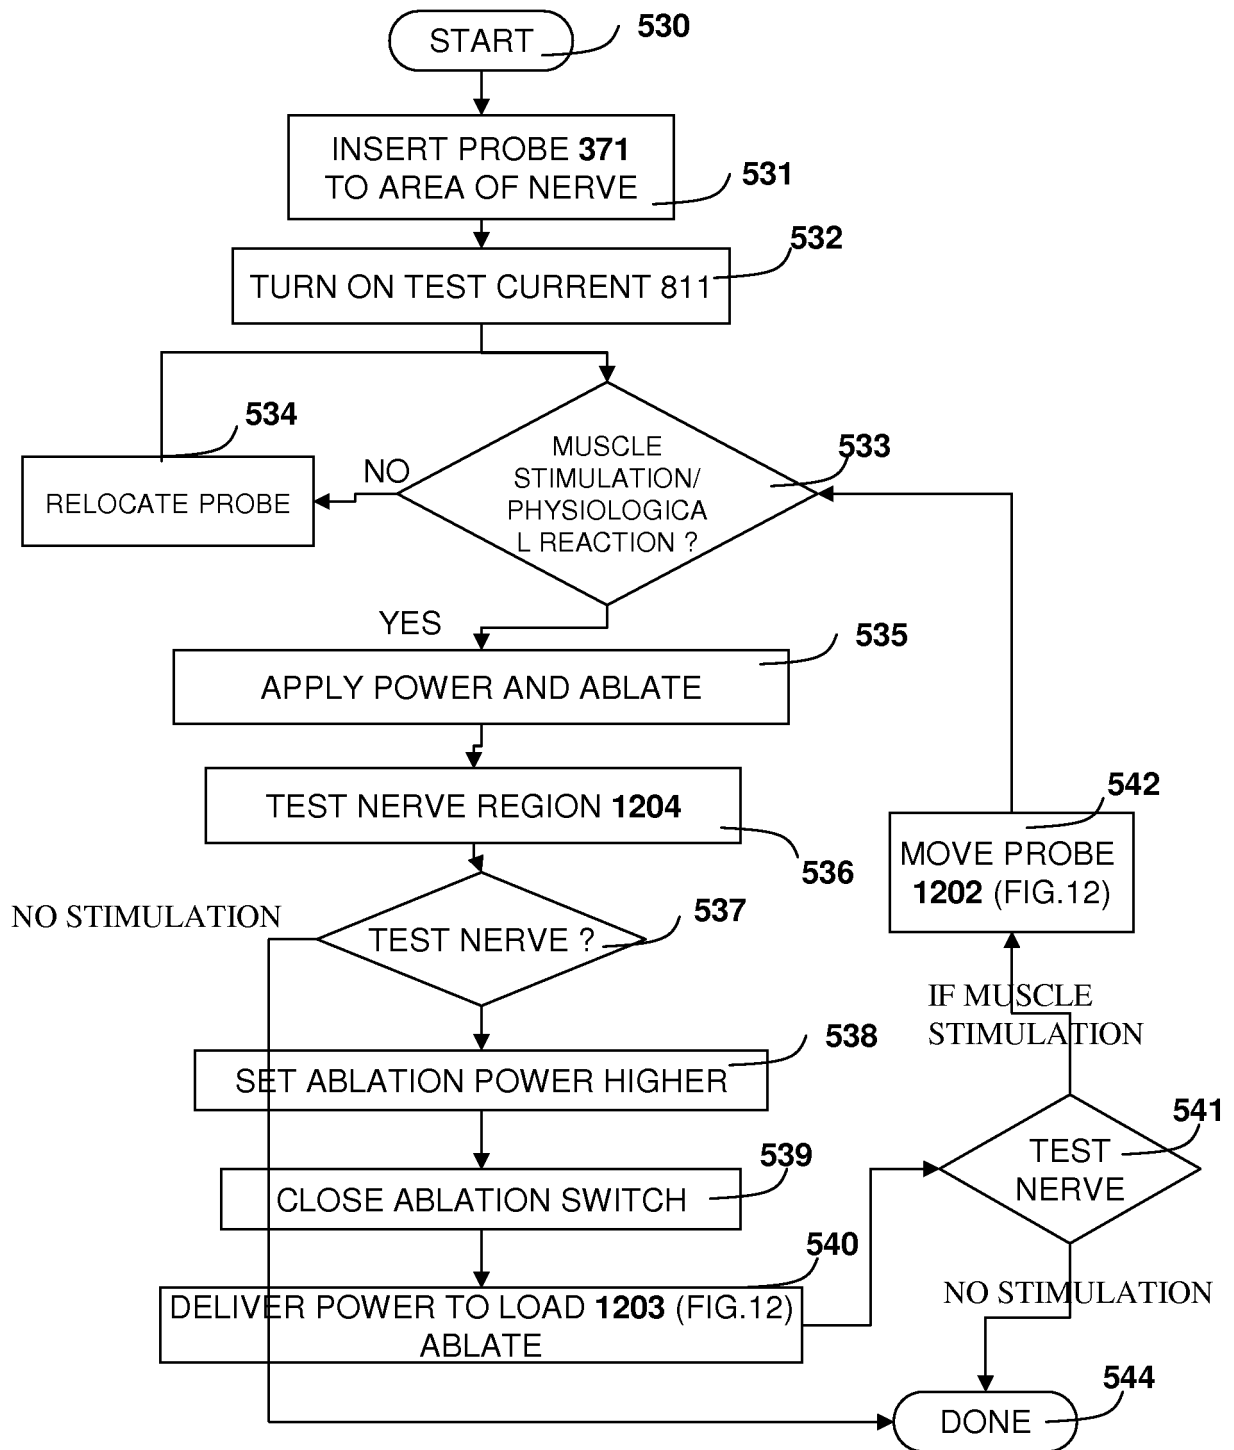 START
530
INSERT PROBE 371
TO AREA OF NERVE
531
532
TURN ON TEST CURRENT 811
534
RELOCATE PROBE
NO
MUSCLE
STIMULATION/
PHYSIOLOGICA
L REACTION ?
533
YES
535
APPLY POWER AND ABLATE
TEST NERVE REGION 1204
536
542
MOVE PROBE
1202 (FIG.12)
NO STIMULATION
TEST NERVE ?
537
IF MUSCLE
STIMULATION
538
SET ABLATION POWER HIGHER
539
CLOSE ABLATION SWITCH
541
TEST
NERVE
540
DELIVER POWER TO LOAD 1203 (FIG.12)
ABLATE
NO STIMULATION
544
DONE